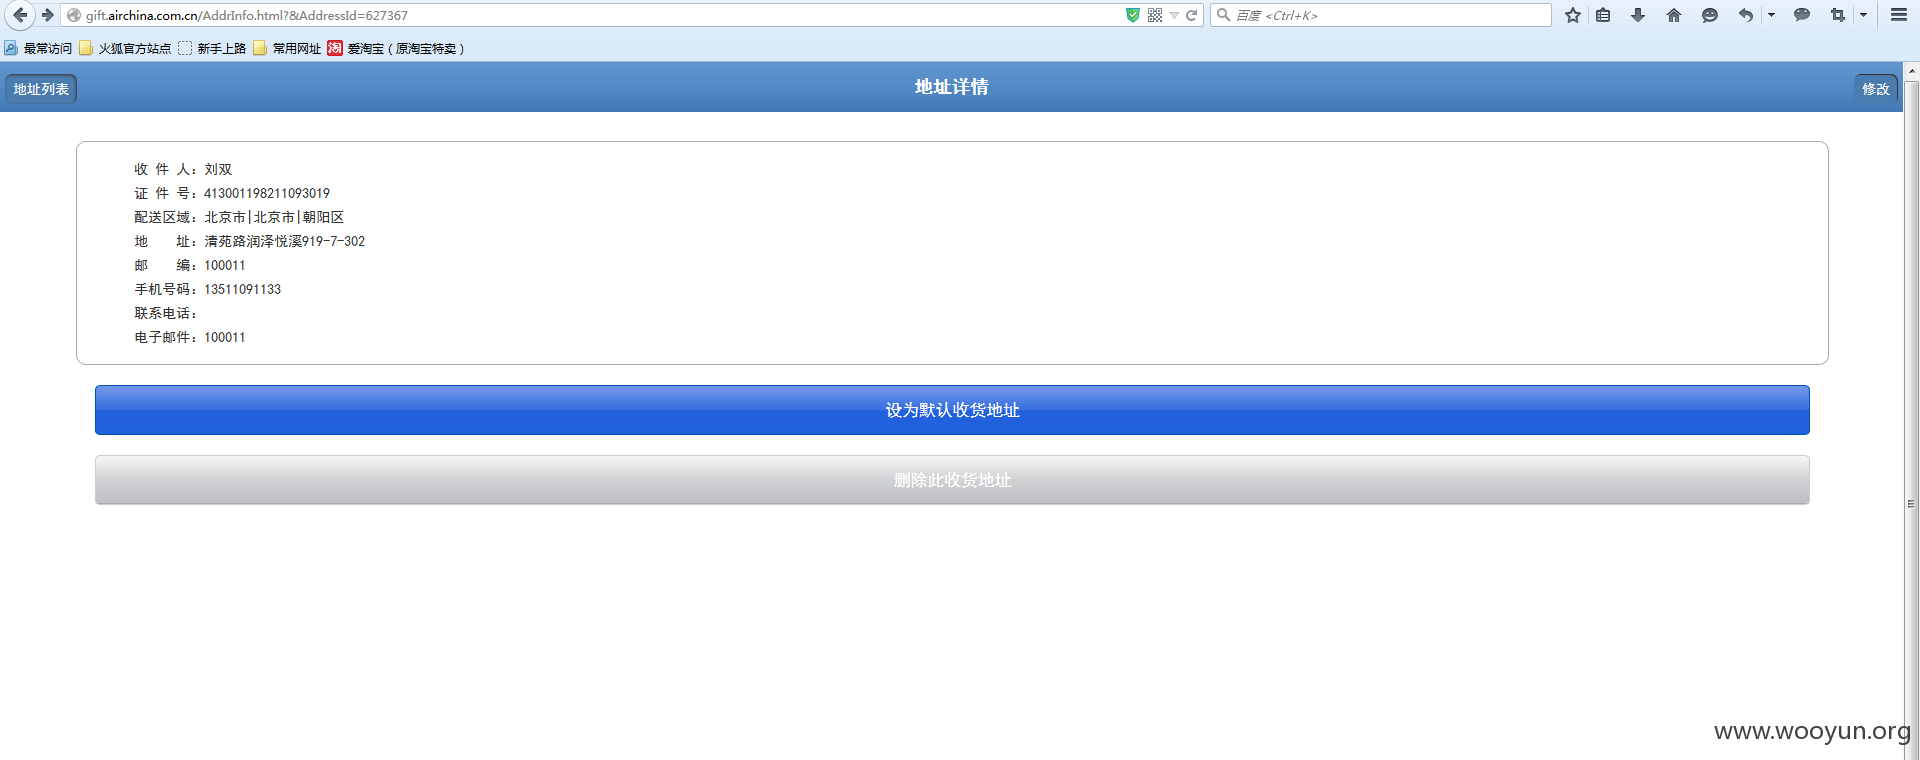 gift.airchina.com.cn/AddrInfo.html?&AddressId=627367
百度 <Ctrl+K>
最常访问 火狐官方站点 新手上路 常用网址 淘 爱淘宝（原淘宝特卖）
地址列表 地址详情 修改
收 件 人：刘双
证 件 号：413001198211093019
配送区域：北京市|北京市|朝阳区
地 址：清苑路润泽悦溪919-7-302
邮 编：100011
手机号码：13511091133
联系电话：
电子邮件：100011
设为默认收货地址
删除此收货地址
www.wooyun.org